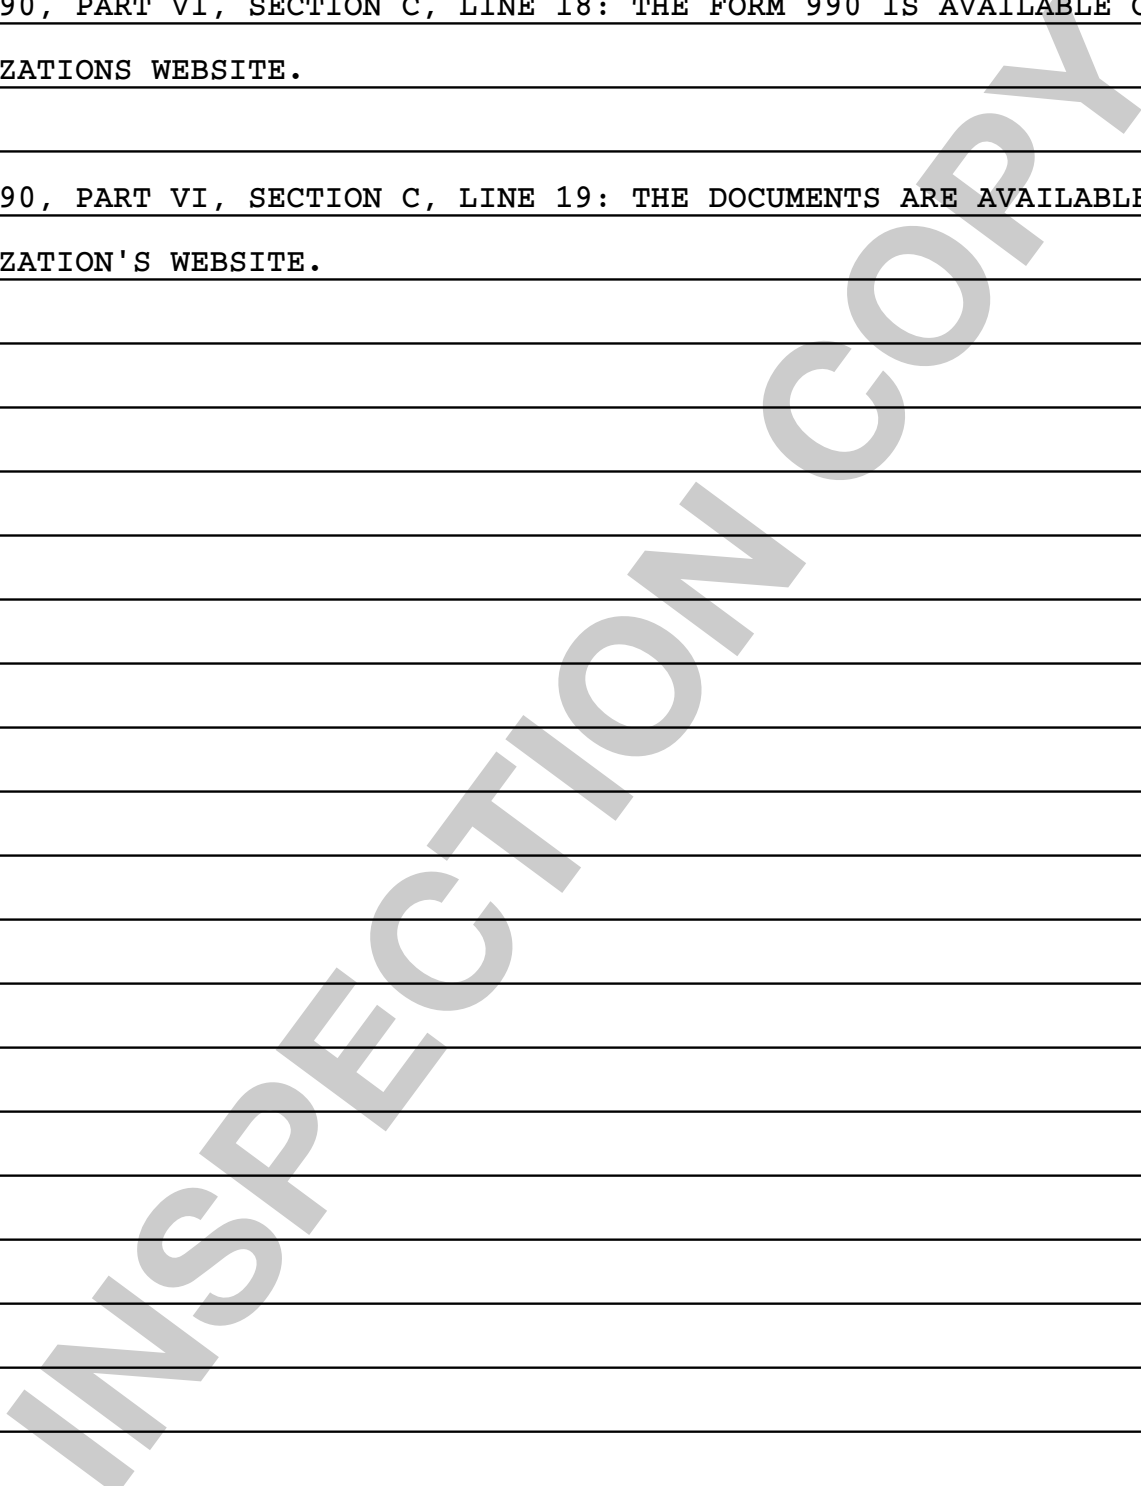 90, PART VI, SECTION C, LINE 18: THE FORM 990 IS AVAILABLE
ZATIONS WEBSITE.
90, PART VI, SECTION C, LINE 19: THE DOCUMENTS ARE AVAILABLE
ZATION'S WEBSITE.
INSPECTION COPY